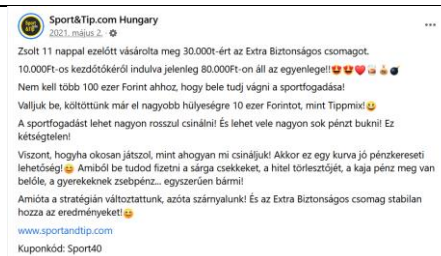 Sport&Tip.com Hungary
2021. május 2.
Zsolt 11 nappal ezelőtt vásárolta meg 30.000t-ért az Extra Biztonságos csomagot.
10.000Ft-os kezdőtőkéről indulva jelenleg 80.000Ft-on áll az egyenlege!!🤩🤩❤️🎂🎂💣
Nem kell több 100 ezer Forint ahhoz, hogy bele tudj vágni a sportfogadásba!
Valljuk be, költöttünk már el nagyobb hülyeségre 10 ezer Forintot, mint Tippmix!😃
A sportfogadást lehet nagyon rosszul csinálni! És lehet vele nagyon sok pénzt bukni! Ez
kétségtelen!
Viszont, hogyha okosan játszol, mint ahogyan mi csináljuk! Akkor ez egy kurva jó pénzkereseti
lehetőség!😊 Amiből be tudod fizetni a sárga csekkeket, a hitel törlesztőjét, a kaja pénz meg van
belőle, a gyerekeknek zsebpénz... egyszerűen bármi!
Amióta a stratégián változtattunk, azóta szárnyalunk! És az Extra Biztonságos csomag stabilan
hozza az eredményeket!😊
www.sportandtip.com
Kuponkód: Sport40